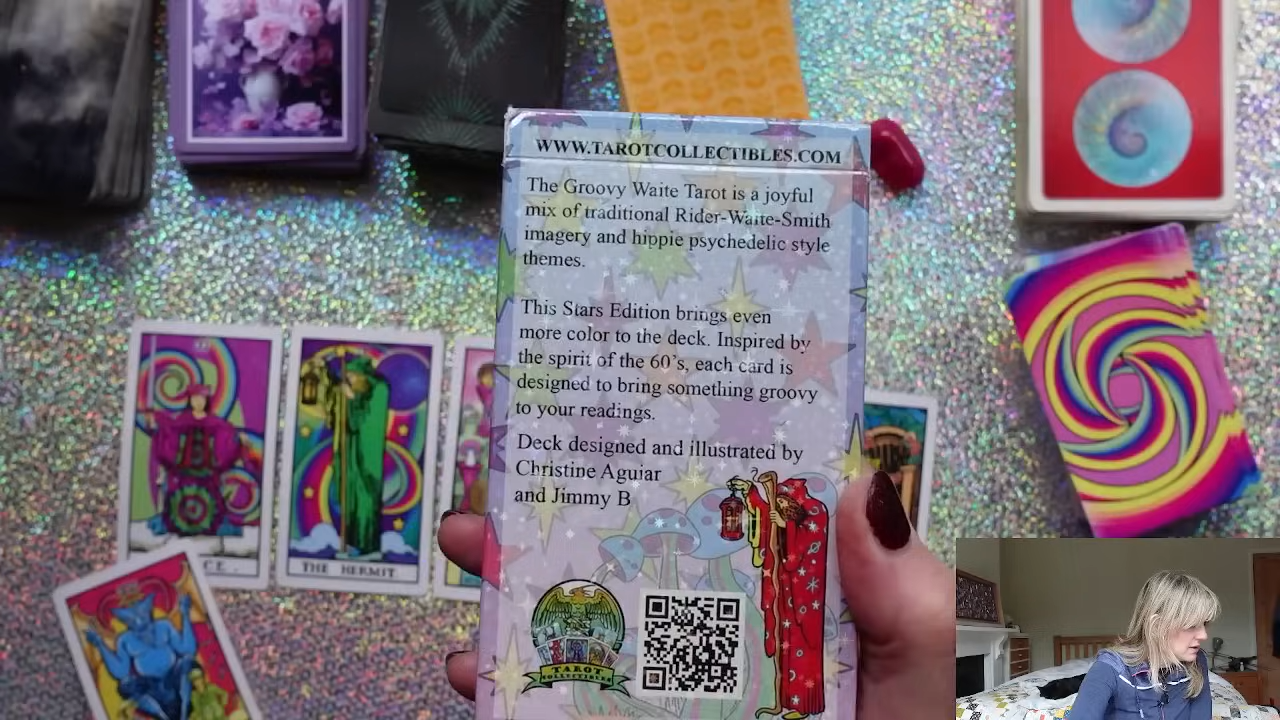 WWW.TAROTCOLLECTIBLES.COM
The Groovy Waite Tarot is a joyful
mix of traditional Rider-Waite-Smith
imagery and hippie psychedelic style
themes.
This Stars Edition brings even
more color to the deck. Inspired by
the spirit of the 60's, each card is
designed to bring something groovy
to your readings.
Deck designed and illustrated by
Christine Aguiar
and Jimmy B
TAROT
COLLECTIBLES
THE HERMIT.
CE.